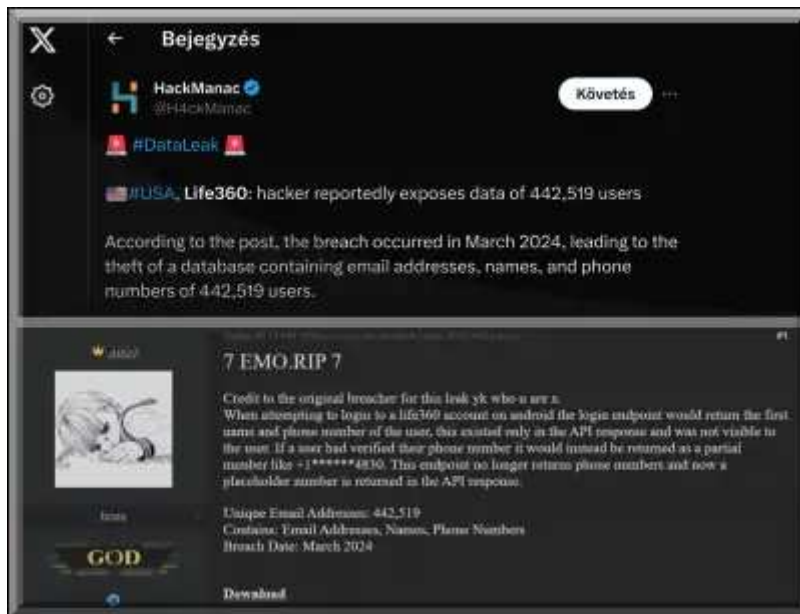 Bejegyzés
HackManac
@H4ckManac
Követés
#DataLeak
#USA, Life360: hacker reportedly exposes data of 442,519 users
According to the post, the breach occurred in March 2024, leading to the
theft of a database containing email addresses, names, and phone
numbers of 442,519 users.
#1
7 EMO.RIP 7
Credit to the original breacher for this leak yk who u are x.
When attempting to login to a life360 account on android the login endpoint would return the first
name and phone number of the user, this existed only in the API response and was not visible to
the user. If a user had verified their phone number it would instead be returned as a partial
number like +1******4830. This endpoint no longer returns phone numbers and now a
placeholder number is returned in the API response.
Unique Email Addresses: 442,519
Contains: Email Addresses, Names, Phone Numbers
Breach Date: March 2024
GOD
Download